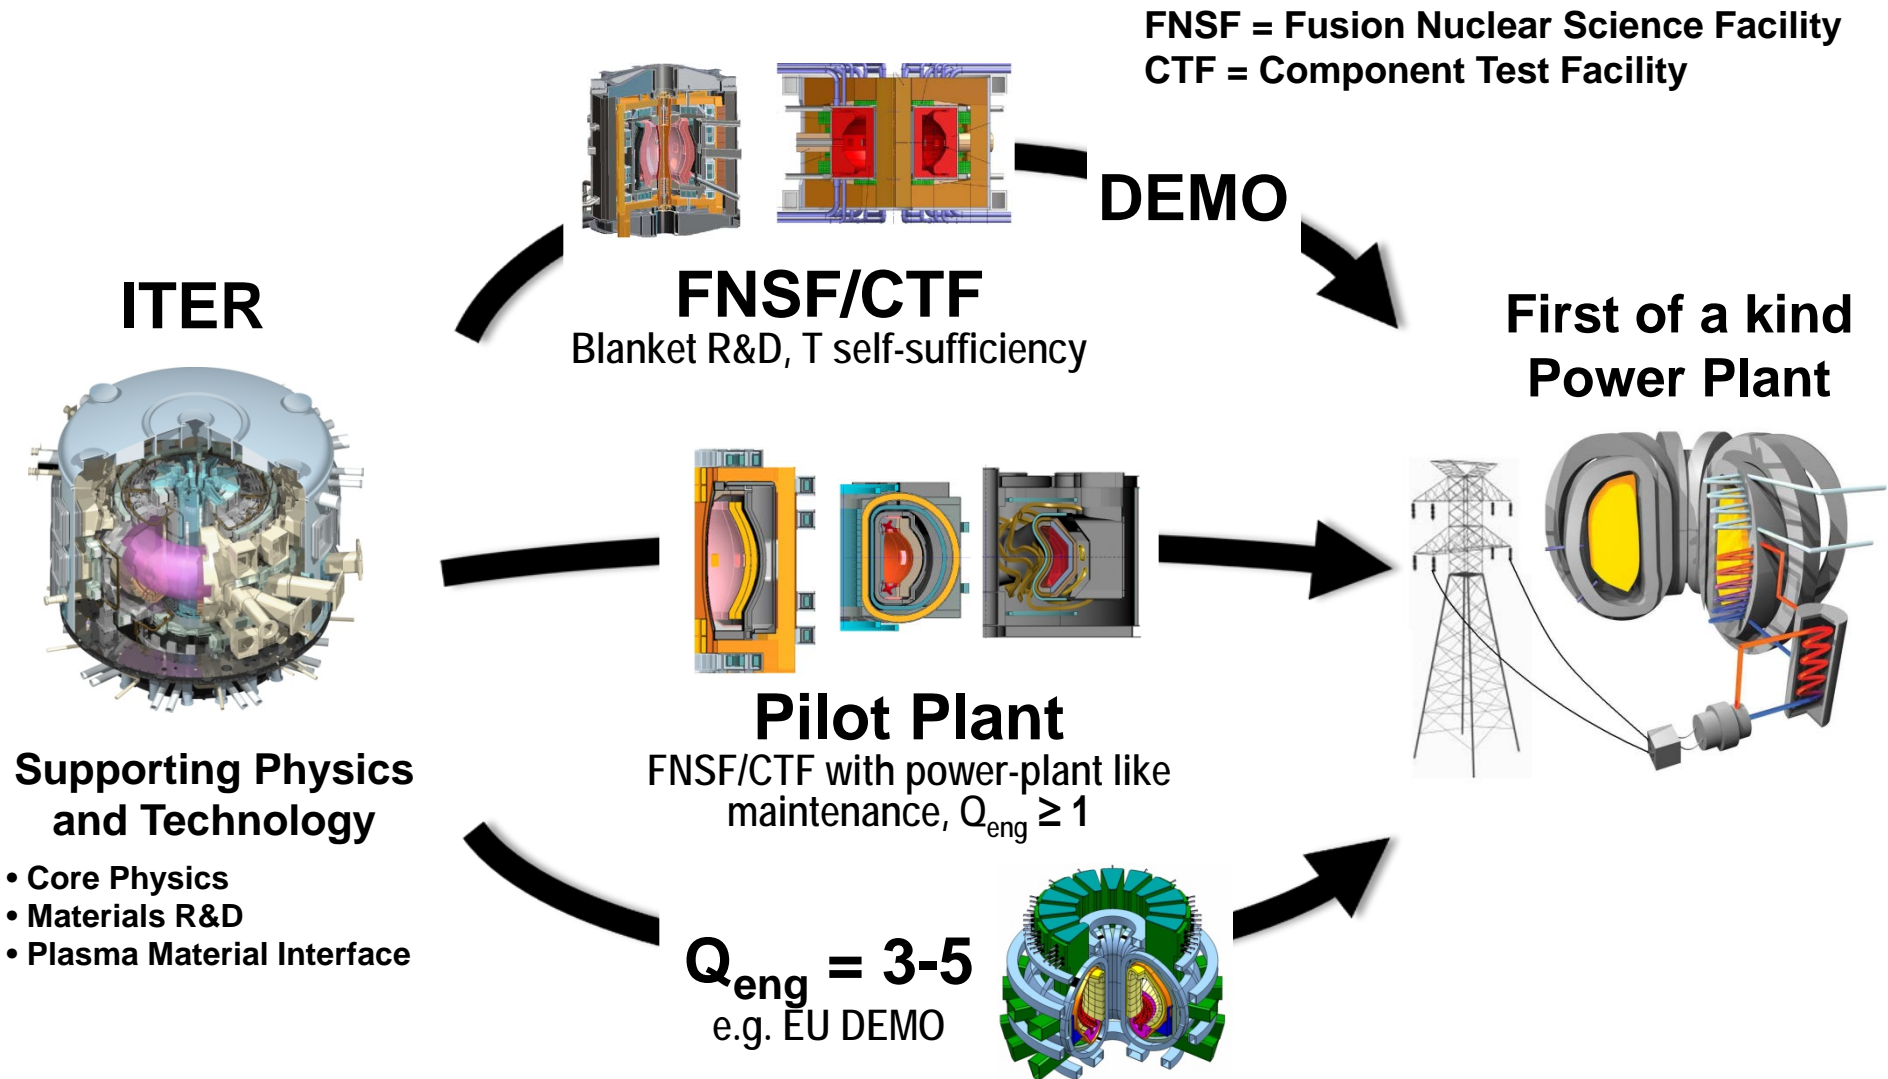 FNSF = Fusion Nuclear Science Facility
CTF = Component Test Facility
DEMO
FNSF/CTF
Blanket R&D, T self-sufficiency
ITER
First of a kind
Power Plant
Pilot Plant
FNSF/CTF with power-plant like
maintenance, Qeng ≥ 1
Supporting Physics
and Technology
• Core Physics
• Materials R&D
• Plasma Material Interface
Qeng = 3-5
e.g. EU DEMO